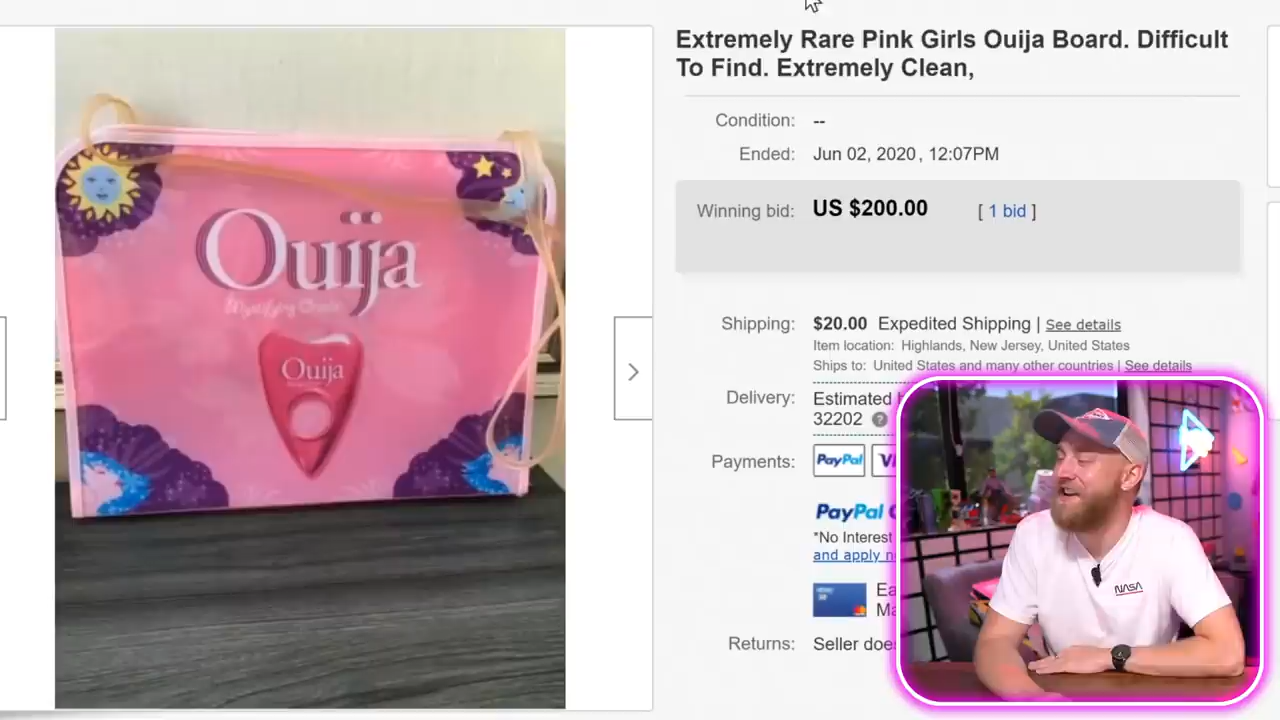 Extremely Rare Pink Girls Ouija Board. Difficult
To Find. Extremely Clean,
Condition: --
Ended: Jun 02, 2020, 12:07PM
Winning bid: US $200.00 [ 1 bid ]
Shipping: $20.00 Expedited Shipping | See details
Item location: Highlands, New Jersey, United States
Ships to: United States and many other countries | See details
Delivery: Estimated
32202 ?
Payments: PayPal
PayPal
*No Interest
and apply
Returns: Seller
Ouija
Ouija
NASA